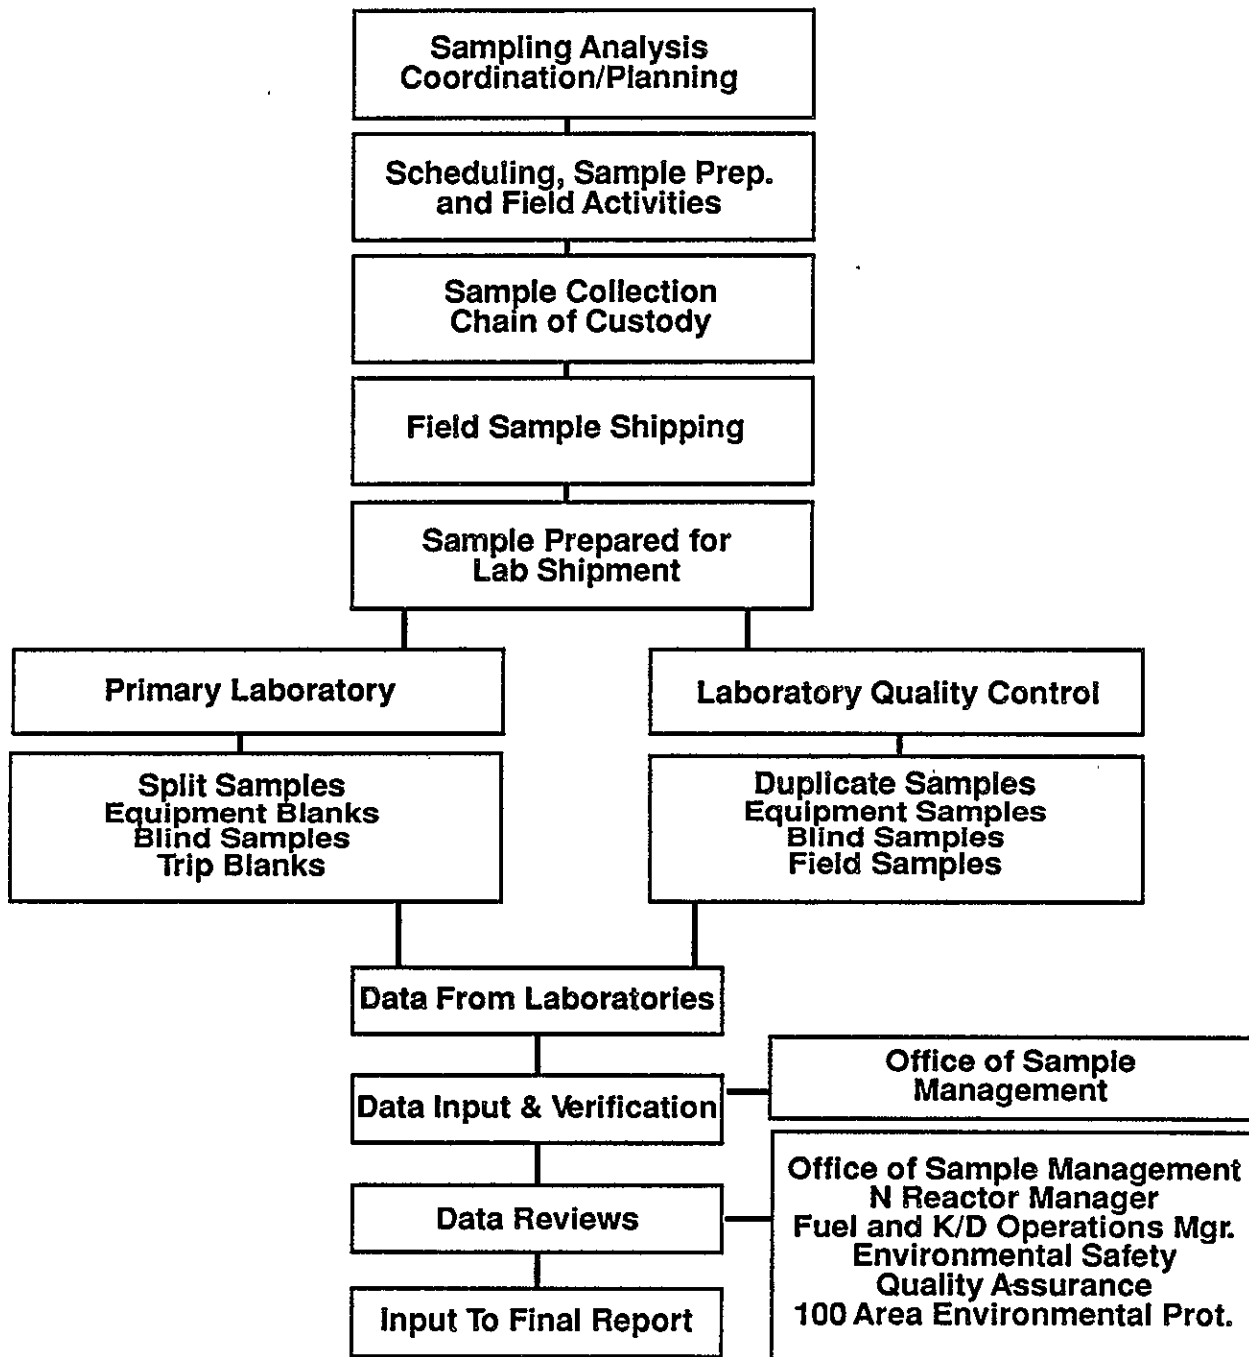 Sampling Analysis
Coordination/Planning
Scheduling, Sample Prep.
and Field Activities
Sample Collection
Chain of Custody
Field Sample Shipping
Sample Prepared for
Lab Shipment
Primary Laboratory
Laboratory Quality Control
Split Samples
Equipment Blanks
Blind Samples
Trip Blanks
Duplicate Samples
Equipment Samples
Blind Samples
Field Samples
Data From Laboratories
Data Input & Verification
Office of Sample
Management
Data Reviews
Office of Sample Management
N Reactor Manager
Fuel and K/D Operations Mgr.
Environmental Safety
Quality Assurance
100 Area Environmental Prot.
Input To Final Report